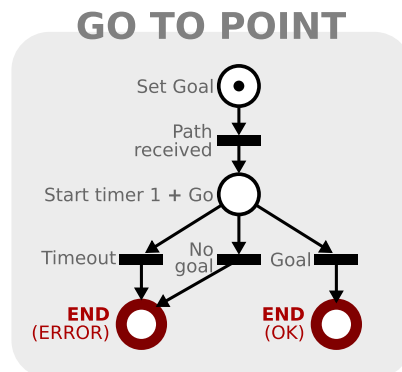 GO TO POINT
Set Goal
Path
received
Start timer 1 + Go
Timeout
No
goal
Goal
END
(ERROR)
END
(OK)